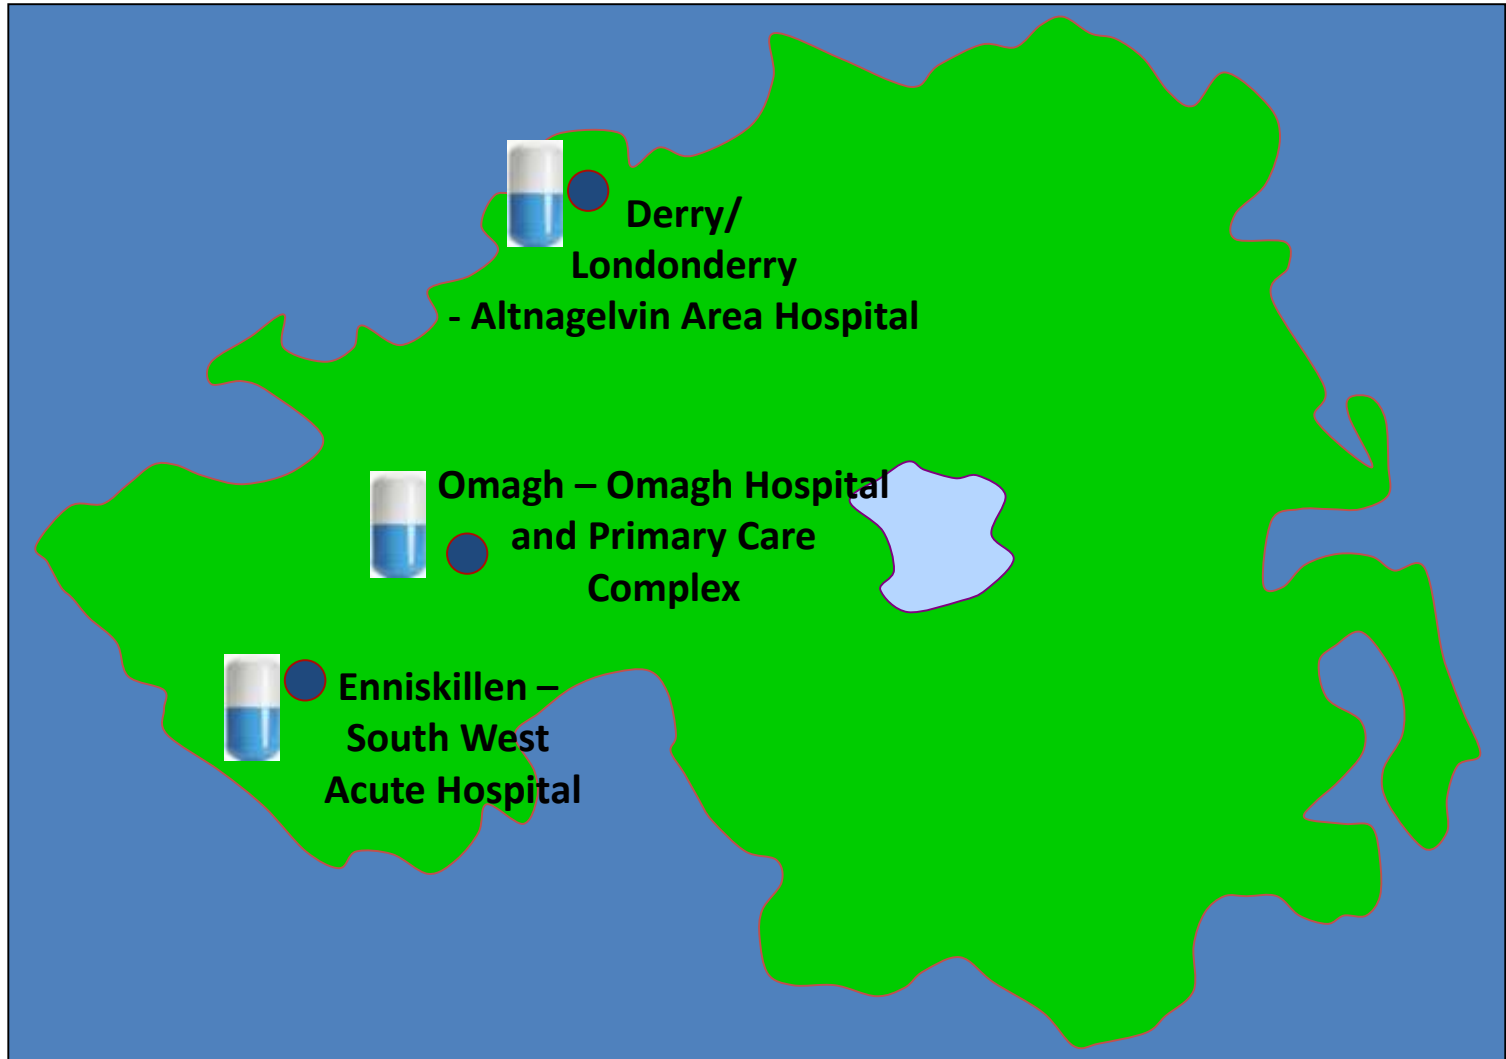 Derry/
Londonderry
- Altnagelvin Area Hospital
Omagh – Omagh Hospital
and Primary Care
Complex
Enniskillen –
South West
Acute Hospital